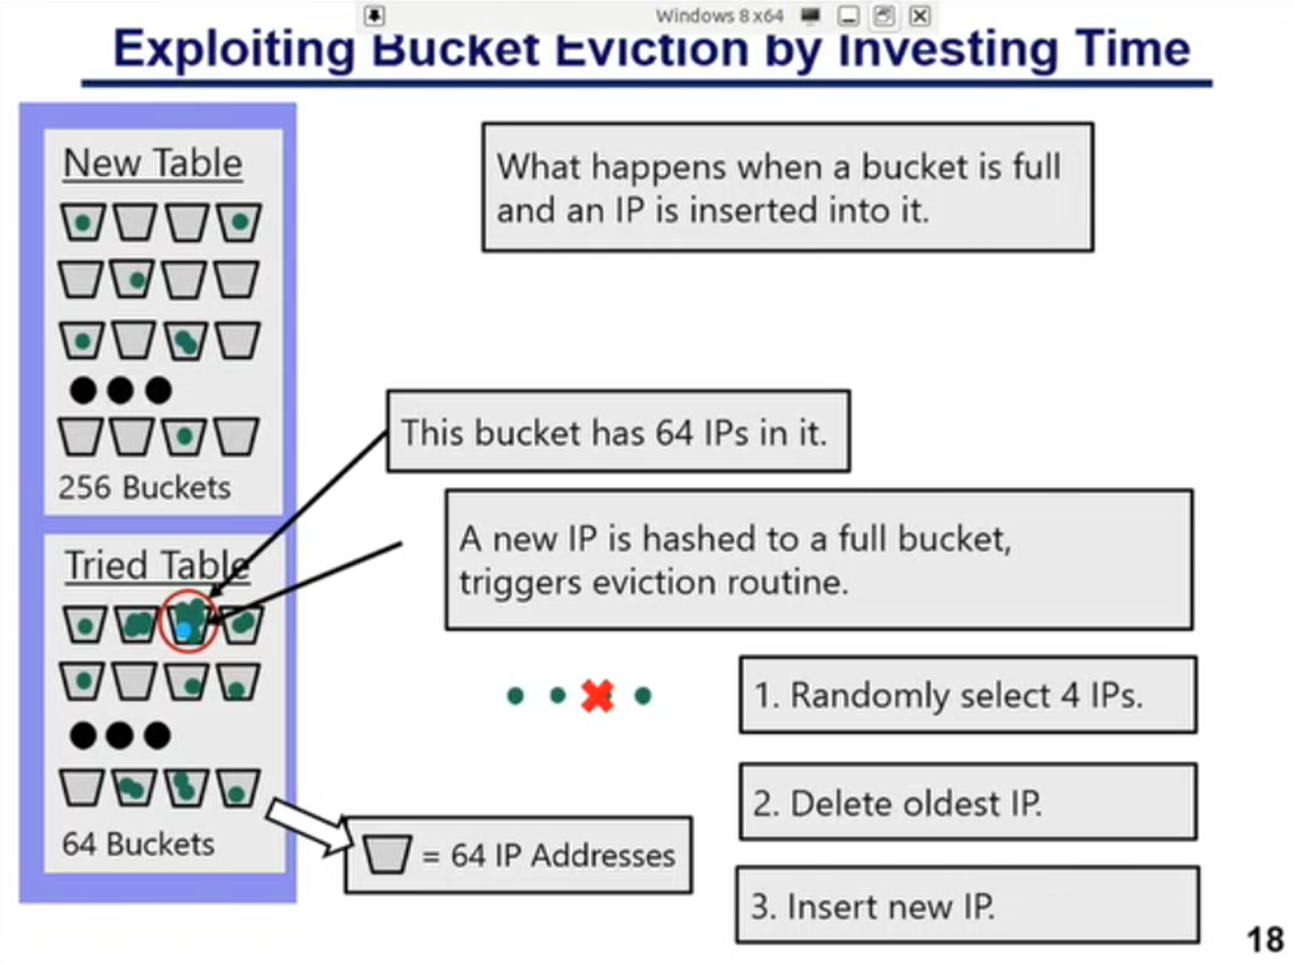 Windows 8 x64
Exploiting Bucket Eviction by Investing Time
New Table
256 Buckets
Tried Table
64 Buckets
What happens when a bucket is full
and an IP is inserted into it.
This bucket has 64 IPs in it.
A new IP is hashed to a full bucket,
triggers eviction routine.
1. Randomly select 4 IPs.
2. Delete oldest IP.
3. Insert new IP.
= 64 IP Addresses
18